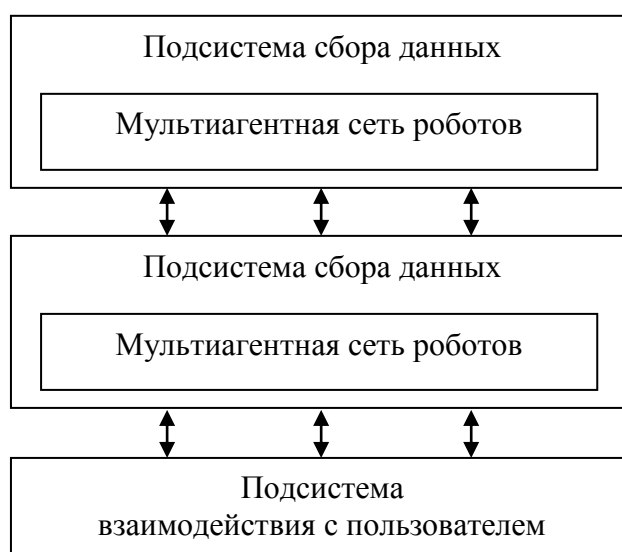 Подсистема сбора данных
Мультиагентная сеть роботов
Подсистема сбора данных
Мультиагентная сеть роботов
Подсистема
взаимодействия с пользователем